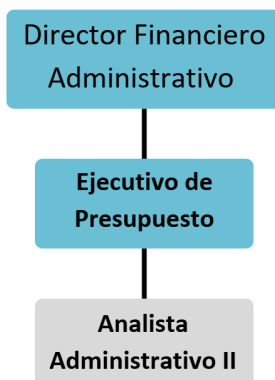 Director Financiero
Administrativo
Ejecutivo de
Presupuesto
Analista
Administrativo II